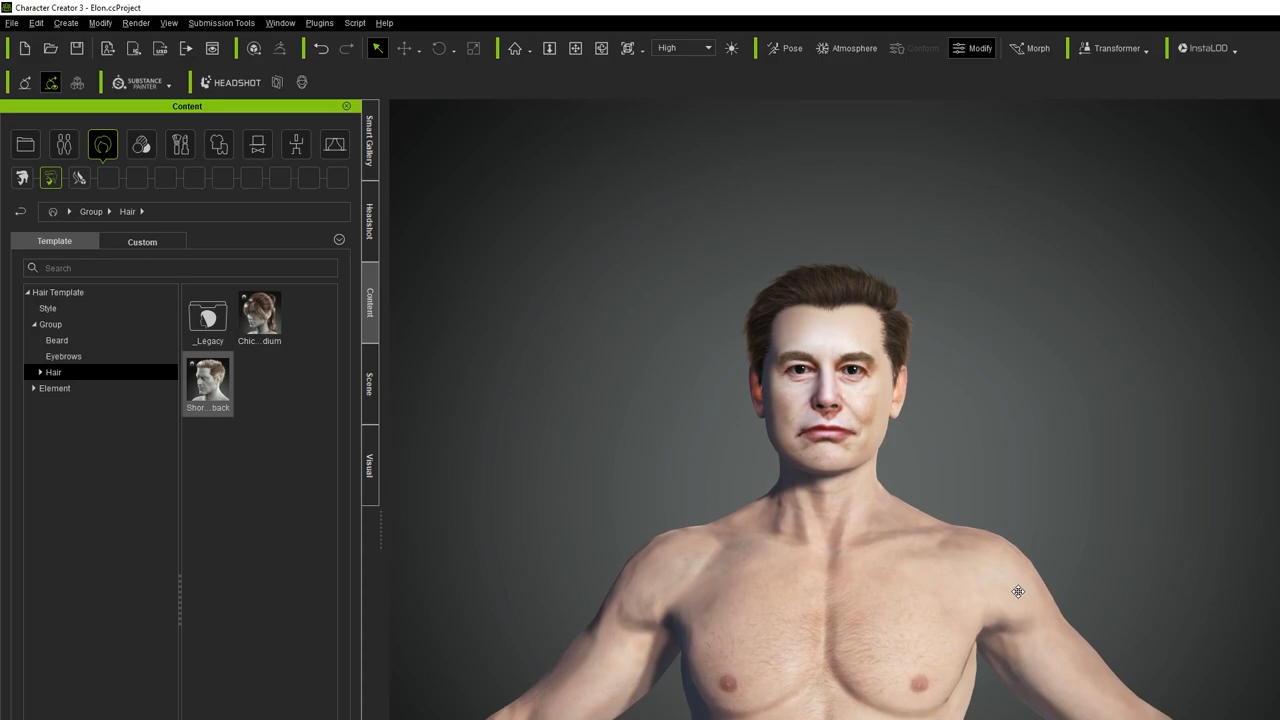 Character Creator 3 - Elon.ccProject
File Edit Create Modify Render View Submission Tools Window Plugins Script Help
High Pose Atmosphere Conform Modify Morph Transformer InstaLOD
SUBSTANCE PAINTER HEADSHOT
Content
Smart Gallery
Headshot
Content
Scene
Visual
Group Hair
Template Custom
Search
Hair Template
Style
Group
Beard
Eyebrows
Hair
Element
_Legacy Chic...dium
Shor...back